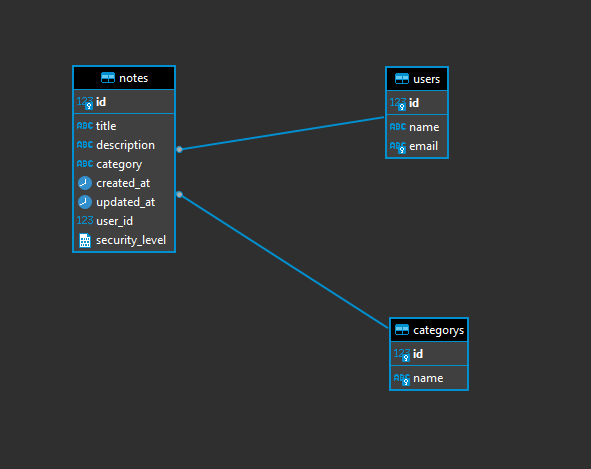 notes
123 id
ABC title
ABC description
ABC category
created_at
updated_at
123 user_id
security_level
users
123 id
ABC name
ABC email
categorys
123 id
ABC name